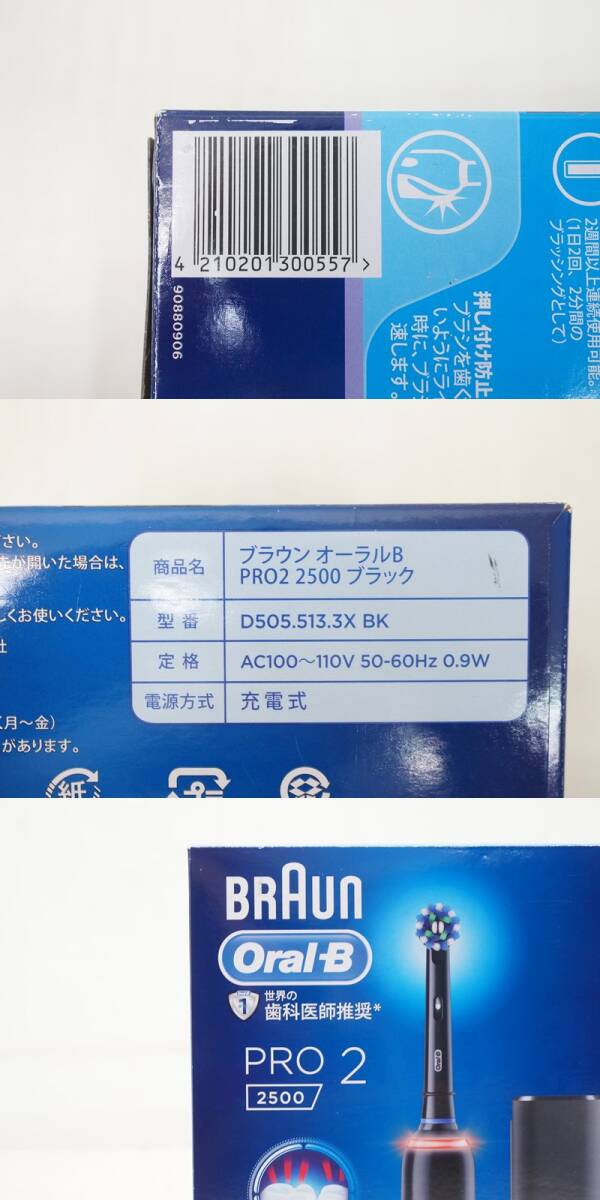 4 210201 300557 >
90880906
2週間以上連続使用可能。
(1日2回、2分間の
ブラッシングとして)
押し付け防止
ブラシを歯ぐ
いようにライ
時に、ブラ
速します。
さい。
が開いた場合は、
しくお使いください。
社
(月〜金)
があります。
商品名
ブラウン オーラルB
PRO2 2500 ブラック
型番
D505.513.3X BK
定格
AC100〜110V 50-60Hz 0.9W
電源方式
充電式
紙
BRAUN
Oral-B
1
世界の
歯科医師推奨*
PRO 2
2500
Oral-B